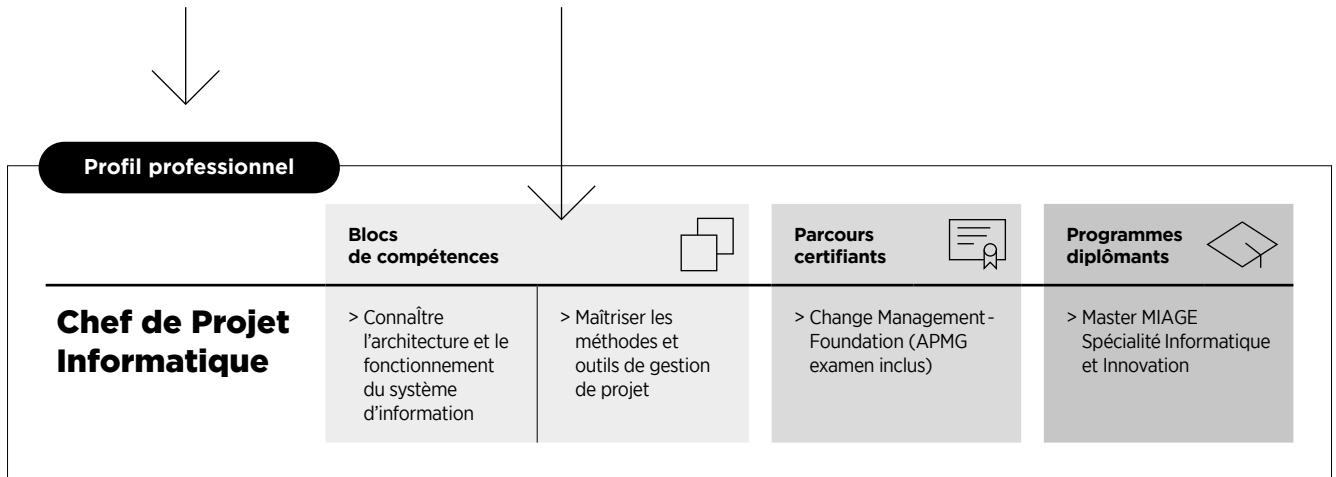 Profil professionnel
Blocs
de compétences
Parcours
certifiants
Programmes
diplômants
Chef de Projet
Informatique
> Connaître
l'architecture et le
fonctionnement
du système
d'information
> Maîtriser les
méthodes et
outils de gestion
de projet
> Change Management-
Foundation (APMG
examen inclus)
> Master MIAGE
Spécialité Informatique
et Innovation